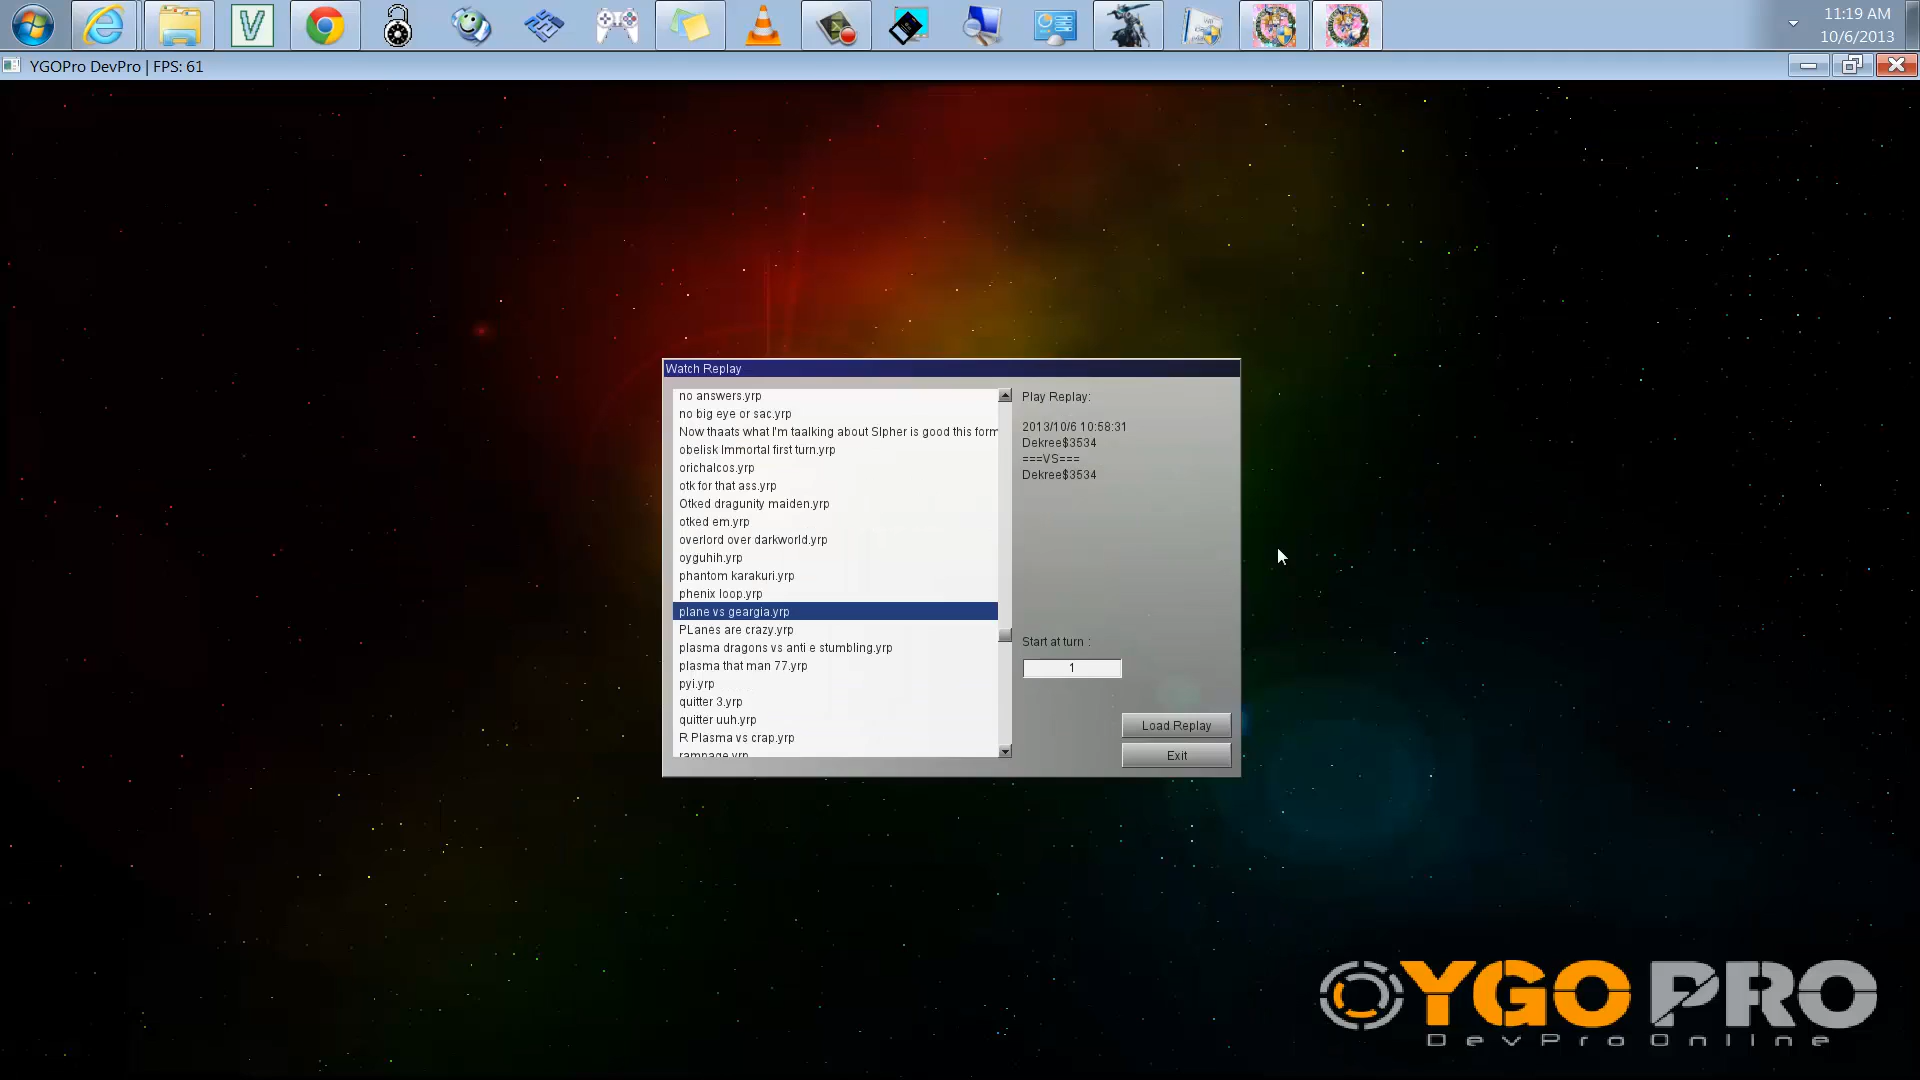 11:19 AM
10/6/2013
YGOPro DevPro | FPS: 61
Watch Replay
no answers.yrp
no big eye or sac.yrp
Now thaats what I'm taalking about Slpher is good this form
obelisk Immortal first turn.yrp
orichalcos.yrp
otk for that ass.yrp
Otked dragunity maiden.yrp
otked em.yrp
overlord over darkworld.yrp
oyguhih.yrp
phantom karakuri.yrp
phenix loop.yrp
plane vs geargia.yrp
PLanes are crazy.yrp
plasma dragons vs anti e stumbling.yrp
plasma that man 77.yrp
pyi.yrp
quitter 3.yrp
quitter uuh.yrp
R Plasma vs crap.yrp
rampage.yrp
Play Replay:
2013/10/6 10:58:31
Dekree$3534
===VS===
Dekree$3534
Start at turn :
1
Load Replay
Exit
YGO PRO
DevPro Online